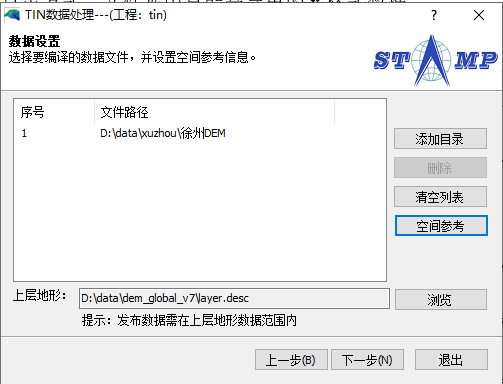 TIN数据处理---(工程：tin)
数据设置
选择要编译的数据文件，并设置空间参考信息。
STAMP
序号 文件路径
1 D:\data\xuzhou\徐州DEM
添加目录
删除
清空列表
空间参考
上层地形： D:\data\dem_global_v7\layer.desc 浏览
提示：发布数据需在上层地形数据范围内
上一步(B) 下一步(N) 退出